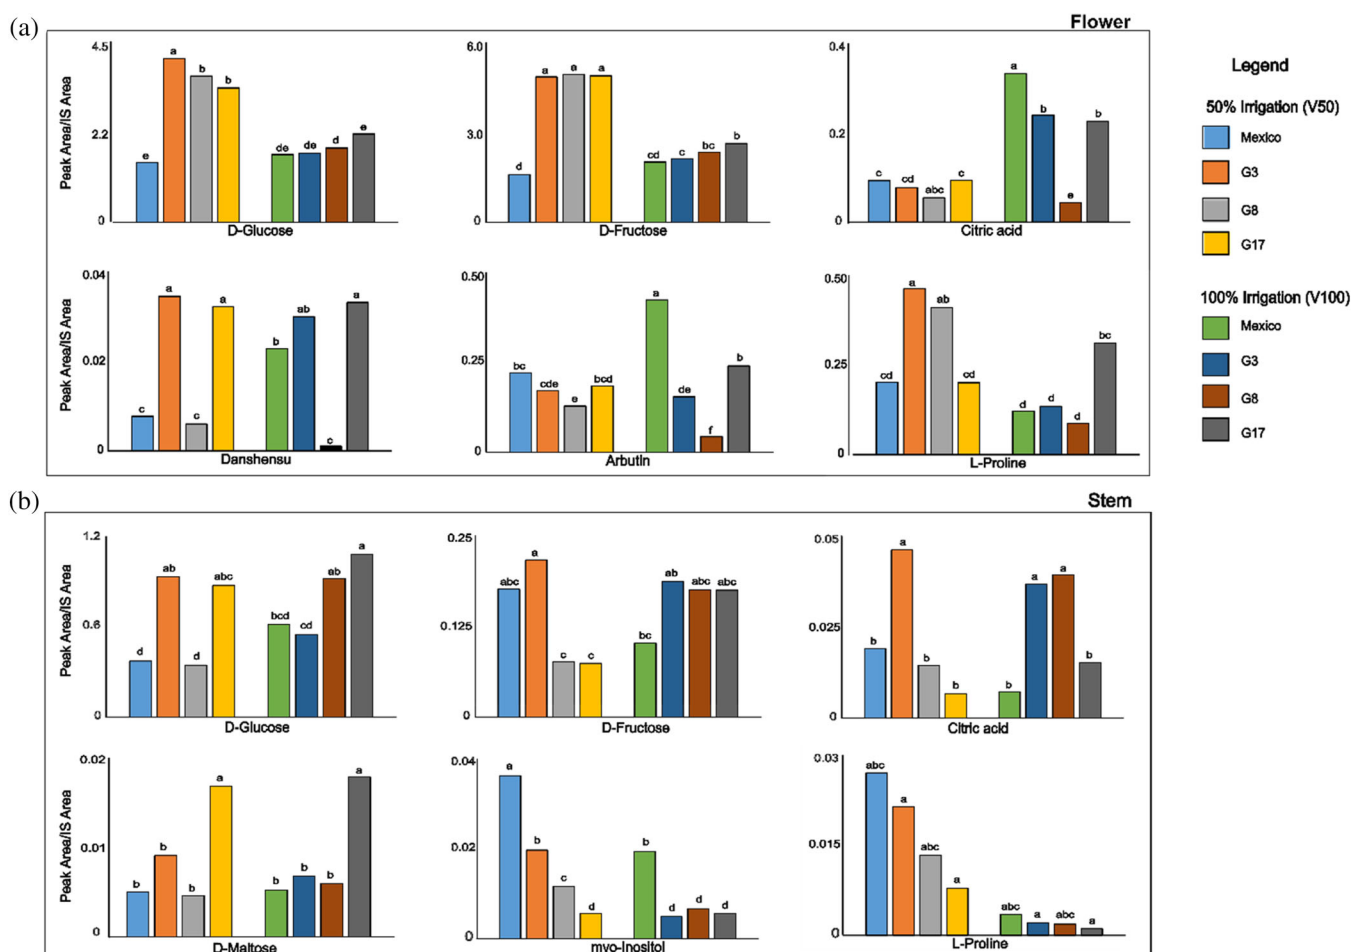 (a)
Flower
Peak Area/IS Area
4.5
2.2
0
e
a
b
b
de
de
d
e
D-Glucose
6.0
3.0
0
d
a
a
a
cd
c
bc
b
D-Fructose
0.4
0.2
0
c
cd
abc
c
a
b
e
b
Citric acid
Peak Area/IS Area
0.04
0.02
0
c
a
c
a
b
ab
c
a
Danshensu
0.50
0.25
0
bc
cde
e
bcd
a
de
f
b
Arbutin
0.50
0.25
0
cd
a
ab
cd
d
d
d
bc
L-Proline
Legend
50% Irrigation (V50)
Mexico
G3
G8
G17
100% Irrigation (V100)
Mexico
G3
G8
G17
(b)
Stem
Peak Area/IS Area
1.2
0.6
0
d
ab
d
abc
bcd
cd
ab
a
D-Glucose
0.25
0.125
0
abc
a
c
c
bc
ab
abc
abc
D-Fructose
0.05
0.025
0
b
a
b
b
b
a
a
b
Citric acid
Peak Area/IS Area
0.02
0.01
0
b
b
b
a
b
b
b
a
D-Maltose
0.04
0.02
0
a
b
c
d
b
d
d
d
myo-Inositol
0.03
0.015
0
abc
a
abc
a
abc
a
abc
a
L-Proline